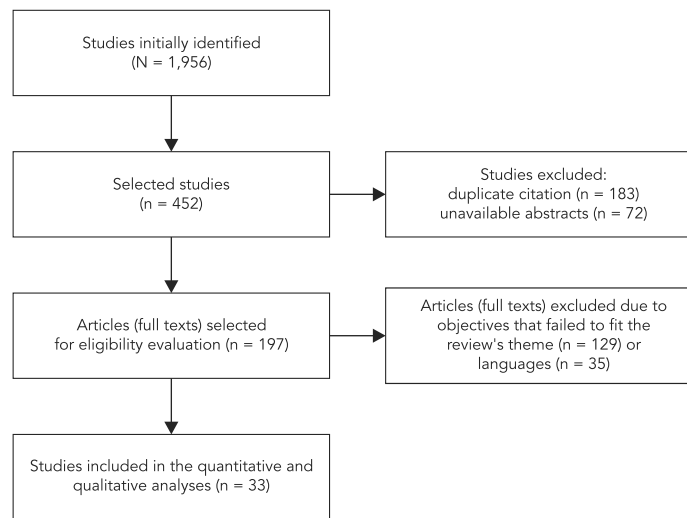 Studies initially identified
(N = 1,956)
Selected studies
(n = 452)
Studies excluded:
duplicate citation (n = 183)
unavailable abstracts (n = 72)
Articles (full texts) selected
for eligibility evaluation (n = 197)
Articles (full texts) excluded due to
objectives that failed to fit the
review's theme (n = 129) or
languages (n = 35)
Studies included in the quantitative and
qualitative analyses (n = 33)